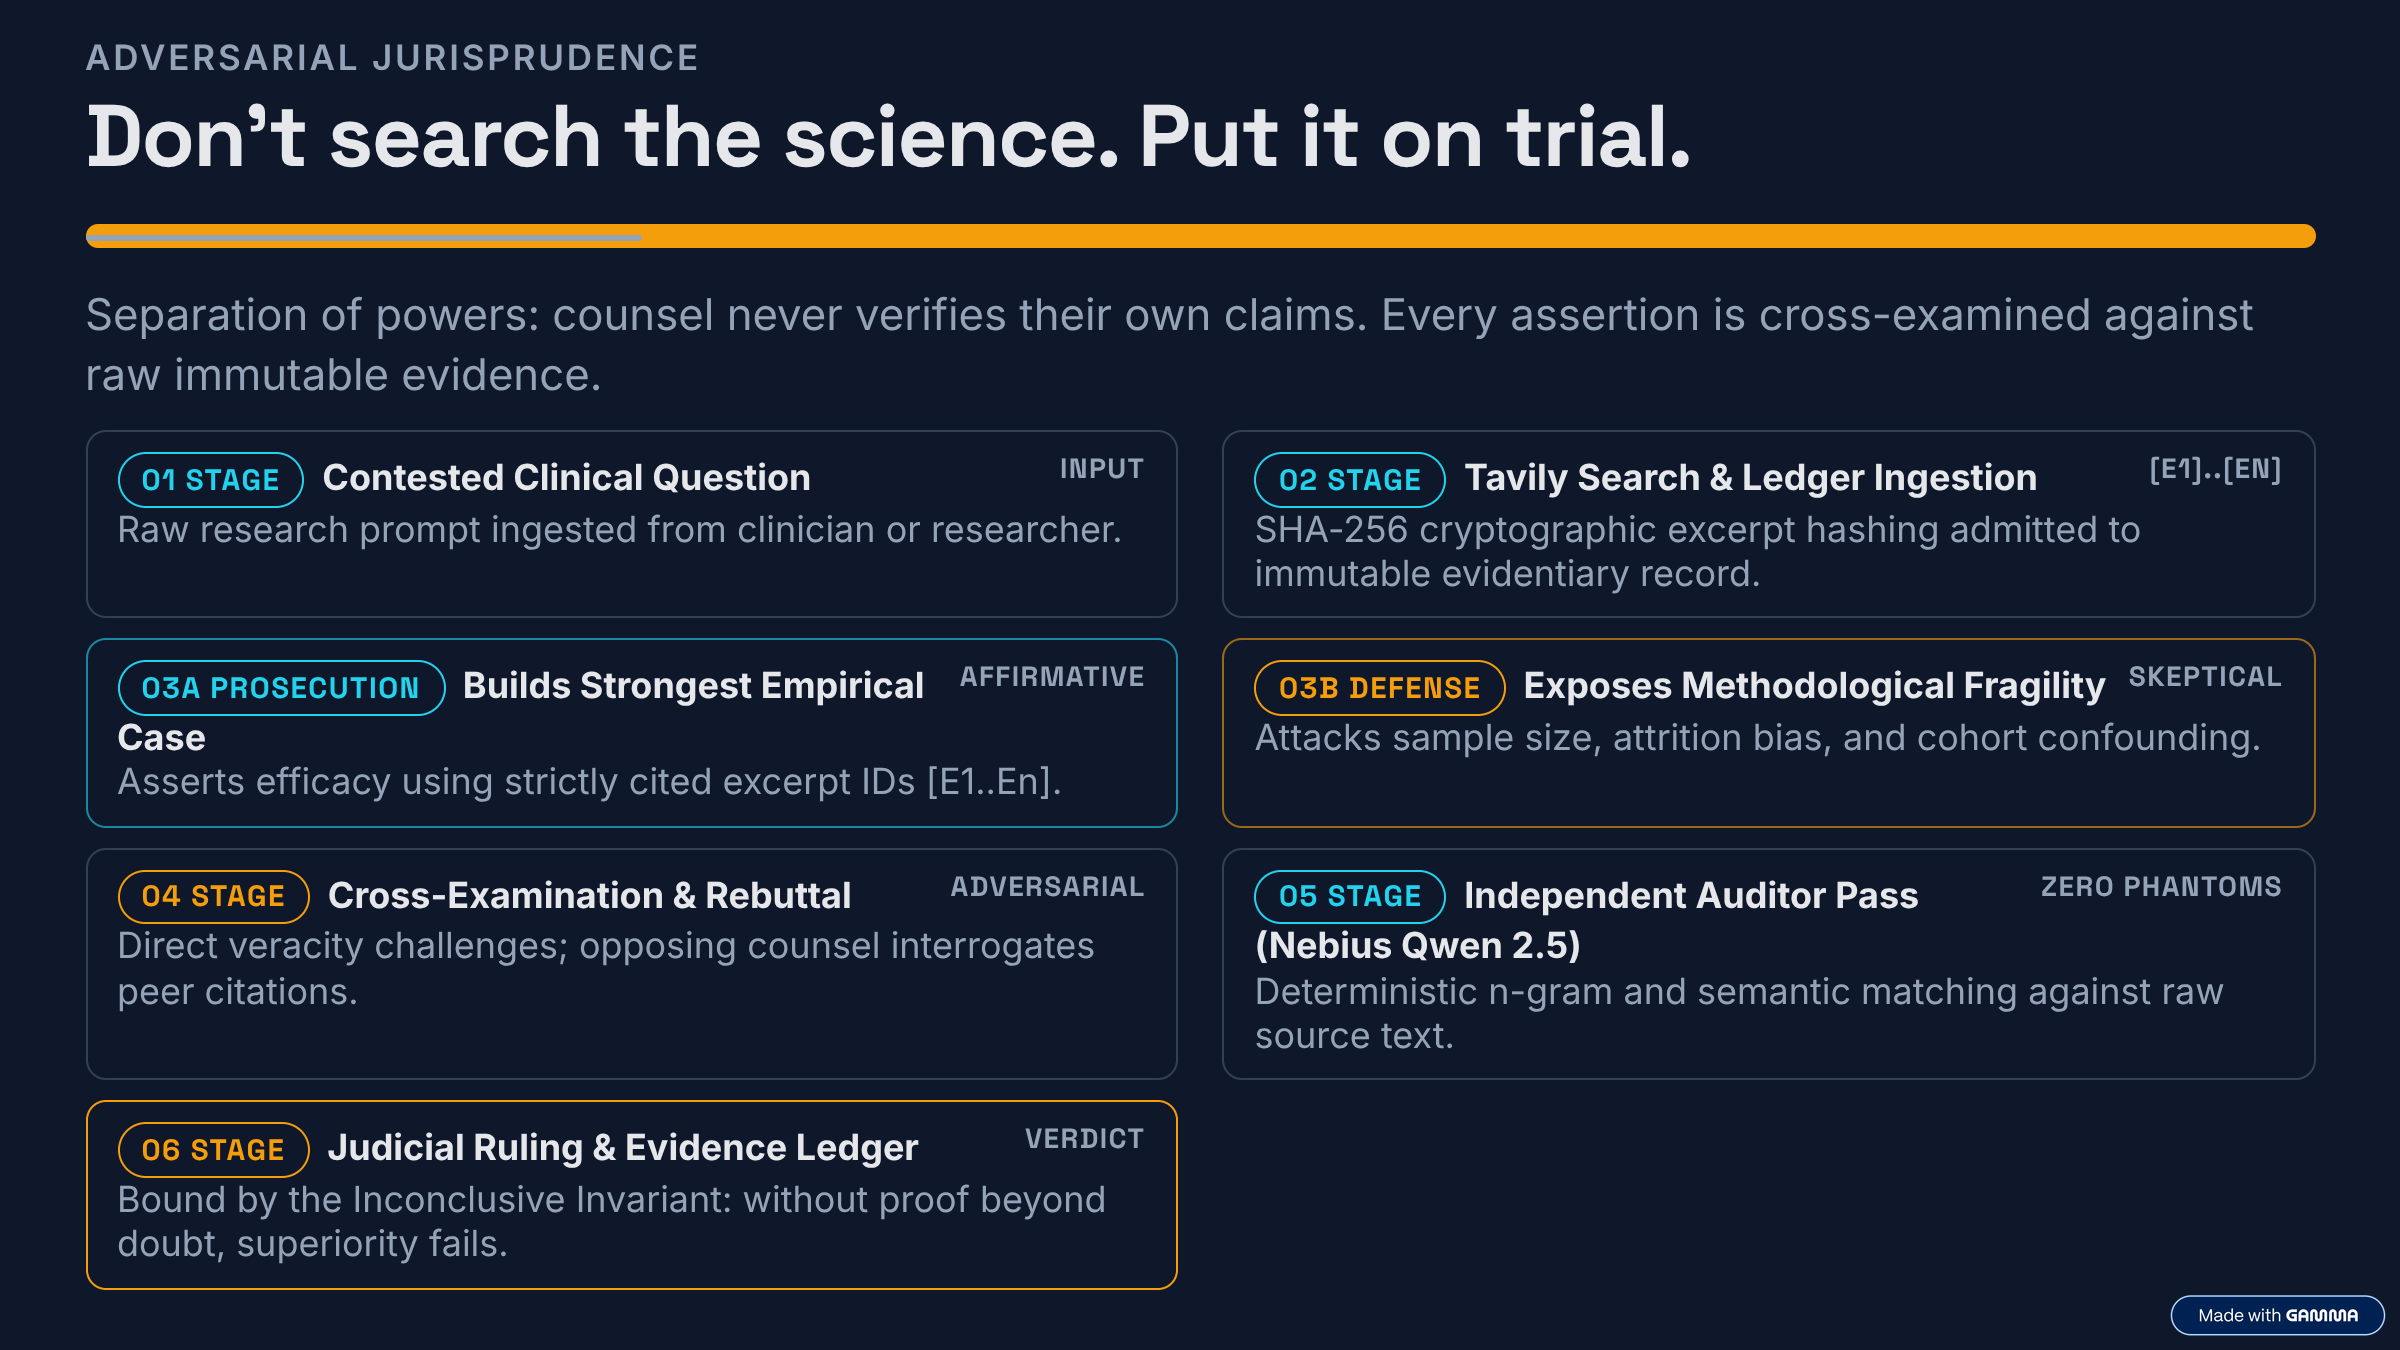 ADVERSARIAL JURISPRUDENCE
Don’t search the science. Put it on trial.
Separation of powers: counsel never verifies their own claims. Every assertion is cross-examined against
raw immutable evidence.
01 STAGE Contested Clinical Question INPUT
Raw research prompt ingested from clinician or researcher.
02 STAGE Tavily Search & Ledger Ingestion [E1]..[EN]
SHA-256 cryptographic excerpt hashing admitted to
immutable evidentiary record.
03A PROSECUTION Builds Strongest Empirical AFFIRMATIVE
Case
Asserts efficacy using strictly cited excerpt IDs [E1..En].
03B DEFENSE Exposes Methodological Fragility SKEPTICAL
Attacks sample size, attrition bias, and cohort confounding.
04 STAGE Cross-Examination & Rebuttal ADVERSARIAL
Direct veracity challenges; opposing counsel interrogates
peer citations.
05 STAGE Independent Auditor Pass ZERO PHANTOMS
(Nebius Qwen 2.5)
Deterministic n-gram and semantic matching against raw
source text.
06 STAGE Judicial Ruling & Evidence Ledger VERDICT
Bound by the Inconclusive Invariant: without proof beyond
doubt, superiority fails.
Made with GAMMA